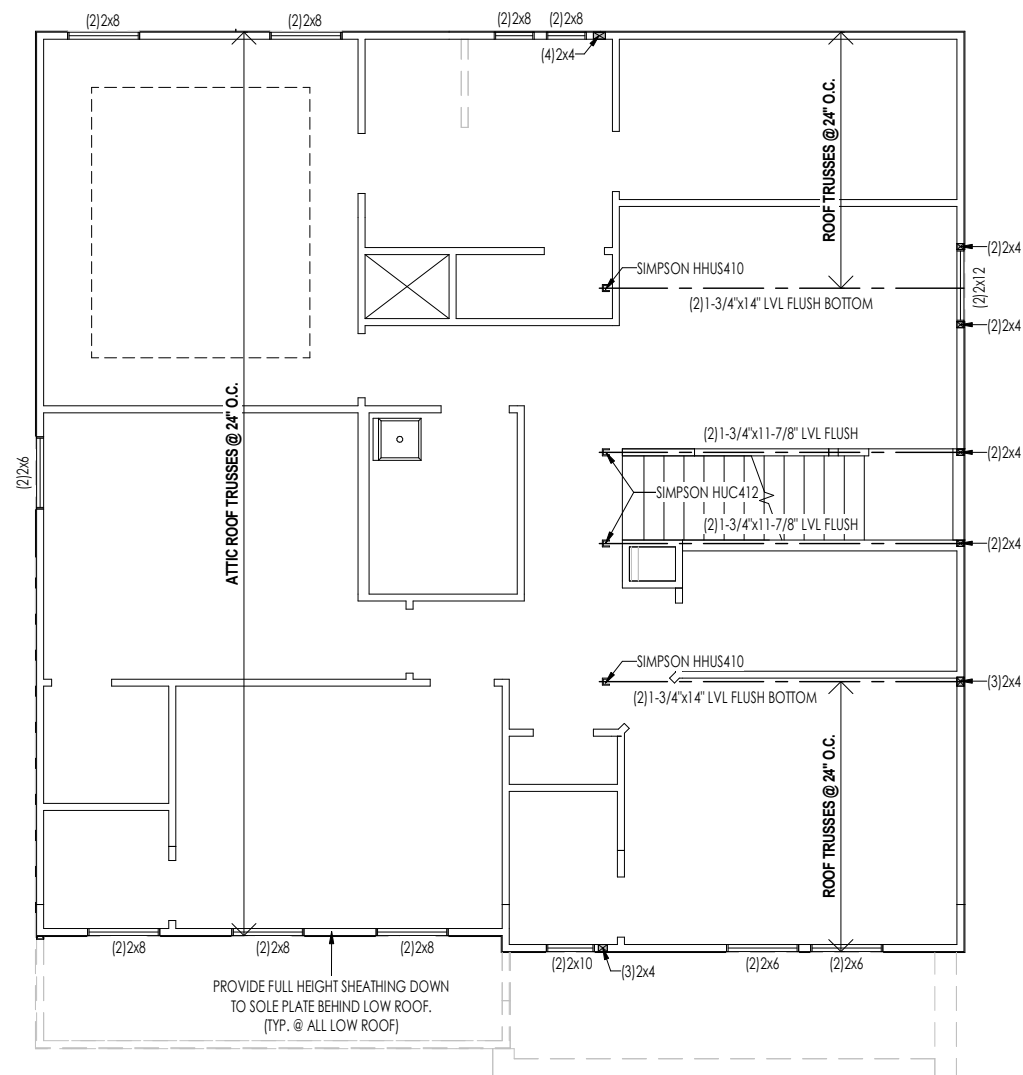 (2)2x8
(2)2x8
(2)2x8
(2)2x8
(4)2x4
ROOF TRUSSES @ 24" O.C.
(2)2x4
SIMPSON HHUS410
(2)2x12
(2)1-3/4"x14" LVL FLUSH BOTTOM
(2)2x4
ATTIC ROOF TRUSSES @ 24" O.C.
(2)1-3/4"x11-7/8" LVL FLUSH
(2)2x4
(2)2x6
SIMPSON HUC412
(2)1-3/4"x11-7/8" LVL FLUSH
(2)2x4
SIMPSON HHUS410
(3)2x4
(2)1-3/4"x14" LVL FLUSH BOTTOM
ROOF TRUSSES @ 24" O.C.
(2)2x8
(2)2x8
(2)2x8
(2)2x10
(3)2x4
(2)2x6
(2)2x6
PROVIDE FULL HEIGHT SHEATHING DOWN
TO SOLE PLATE BEHIND LOW ROOF.
(TYP. @ ALL LOW ROOF)